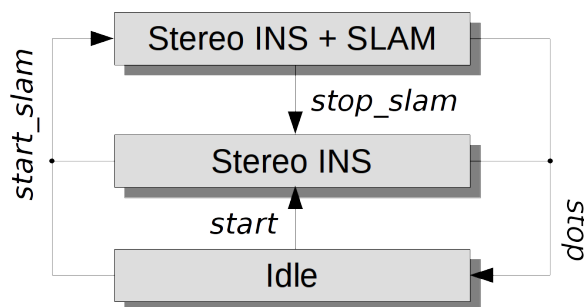 Stereo INS + SLAM
stop_slam
start_slam
Stereo INS
start
stop
Idle